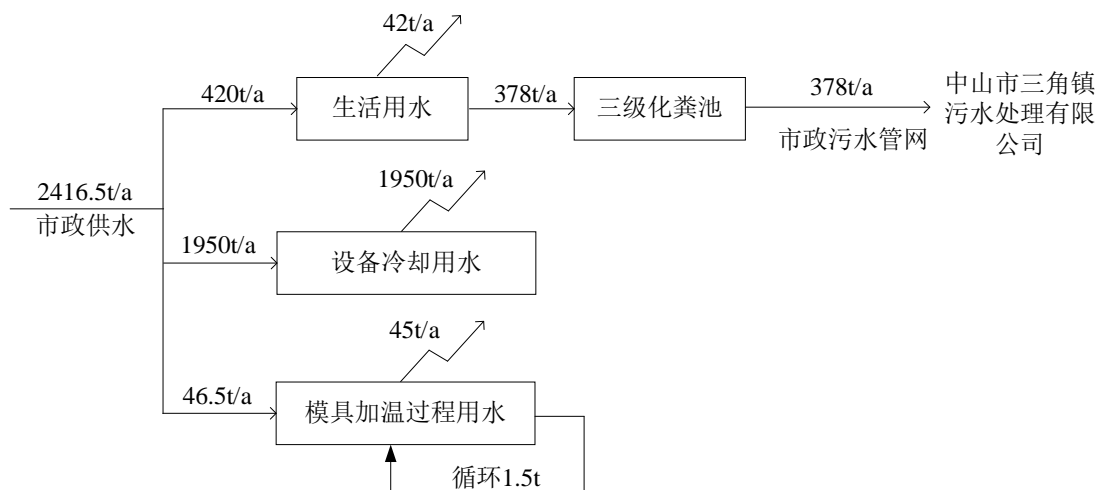 42t/a
420t/a
生活用水
378t/a
三级化粪池
378t/a
市政污水管网
中山市三角镇
污水处理有限
公司
2416.5t/a
市政供水
1950t/a
1950t/a
设备冷却用水
45t/a
46.5t/a
模具加温过程用水
循环1.5t